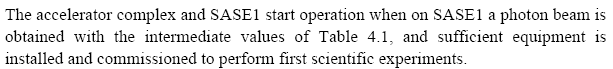 The accelerator complex and SASE1 start operation when on SASE1 a photon beam is
obtained with the intermediate values of Table 4.1, and sufficient equipment is
installed and commissioned to perform first scientific experiments.